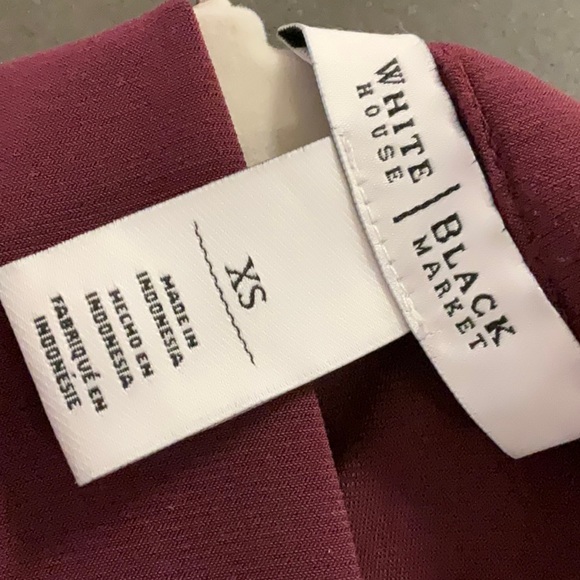 WHITE | BLACK
HOUSE MARKET
XS
MADE IN
INDONESIA
HECHO EN
INDONESIA
FABRIQUÉ EN
INDONÉSIE